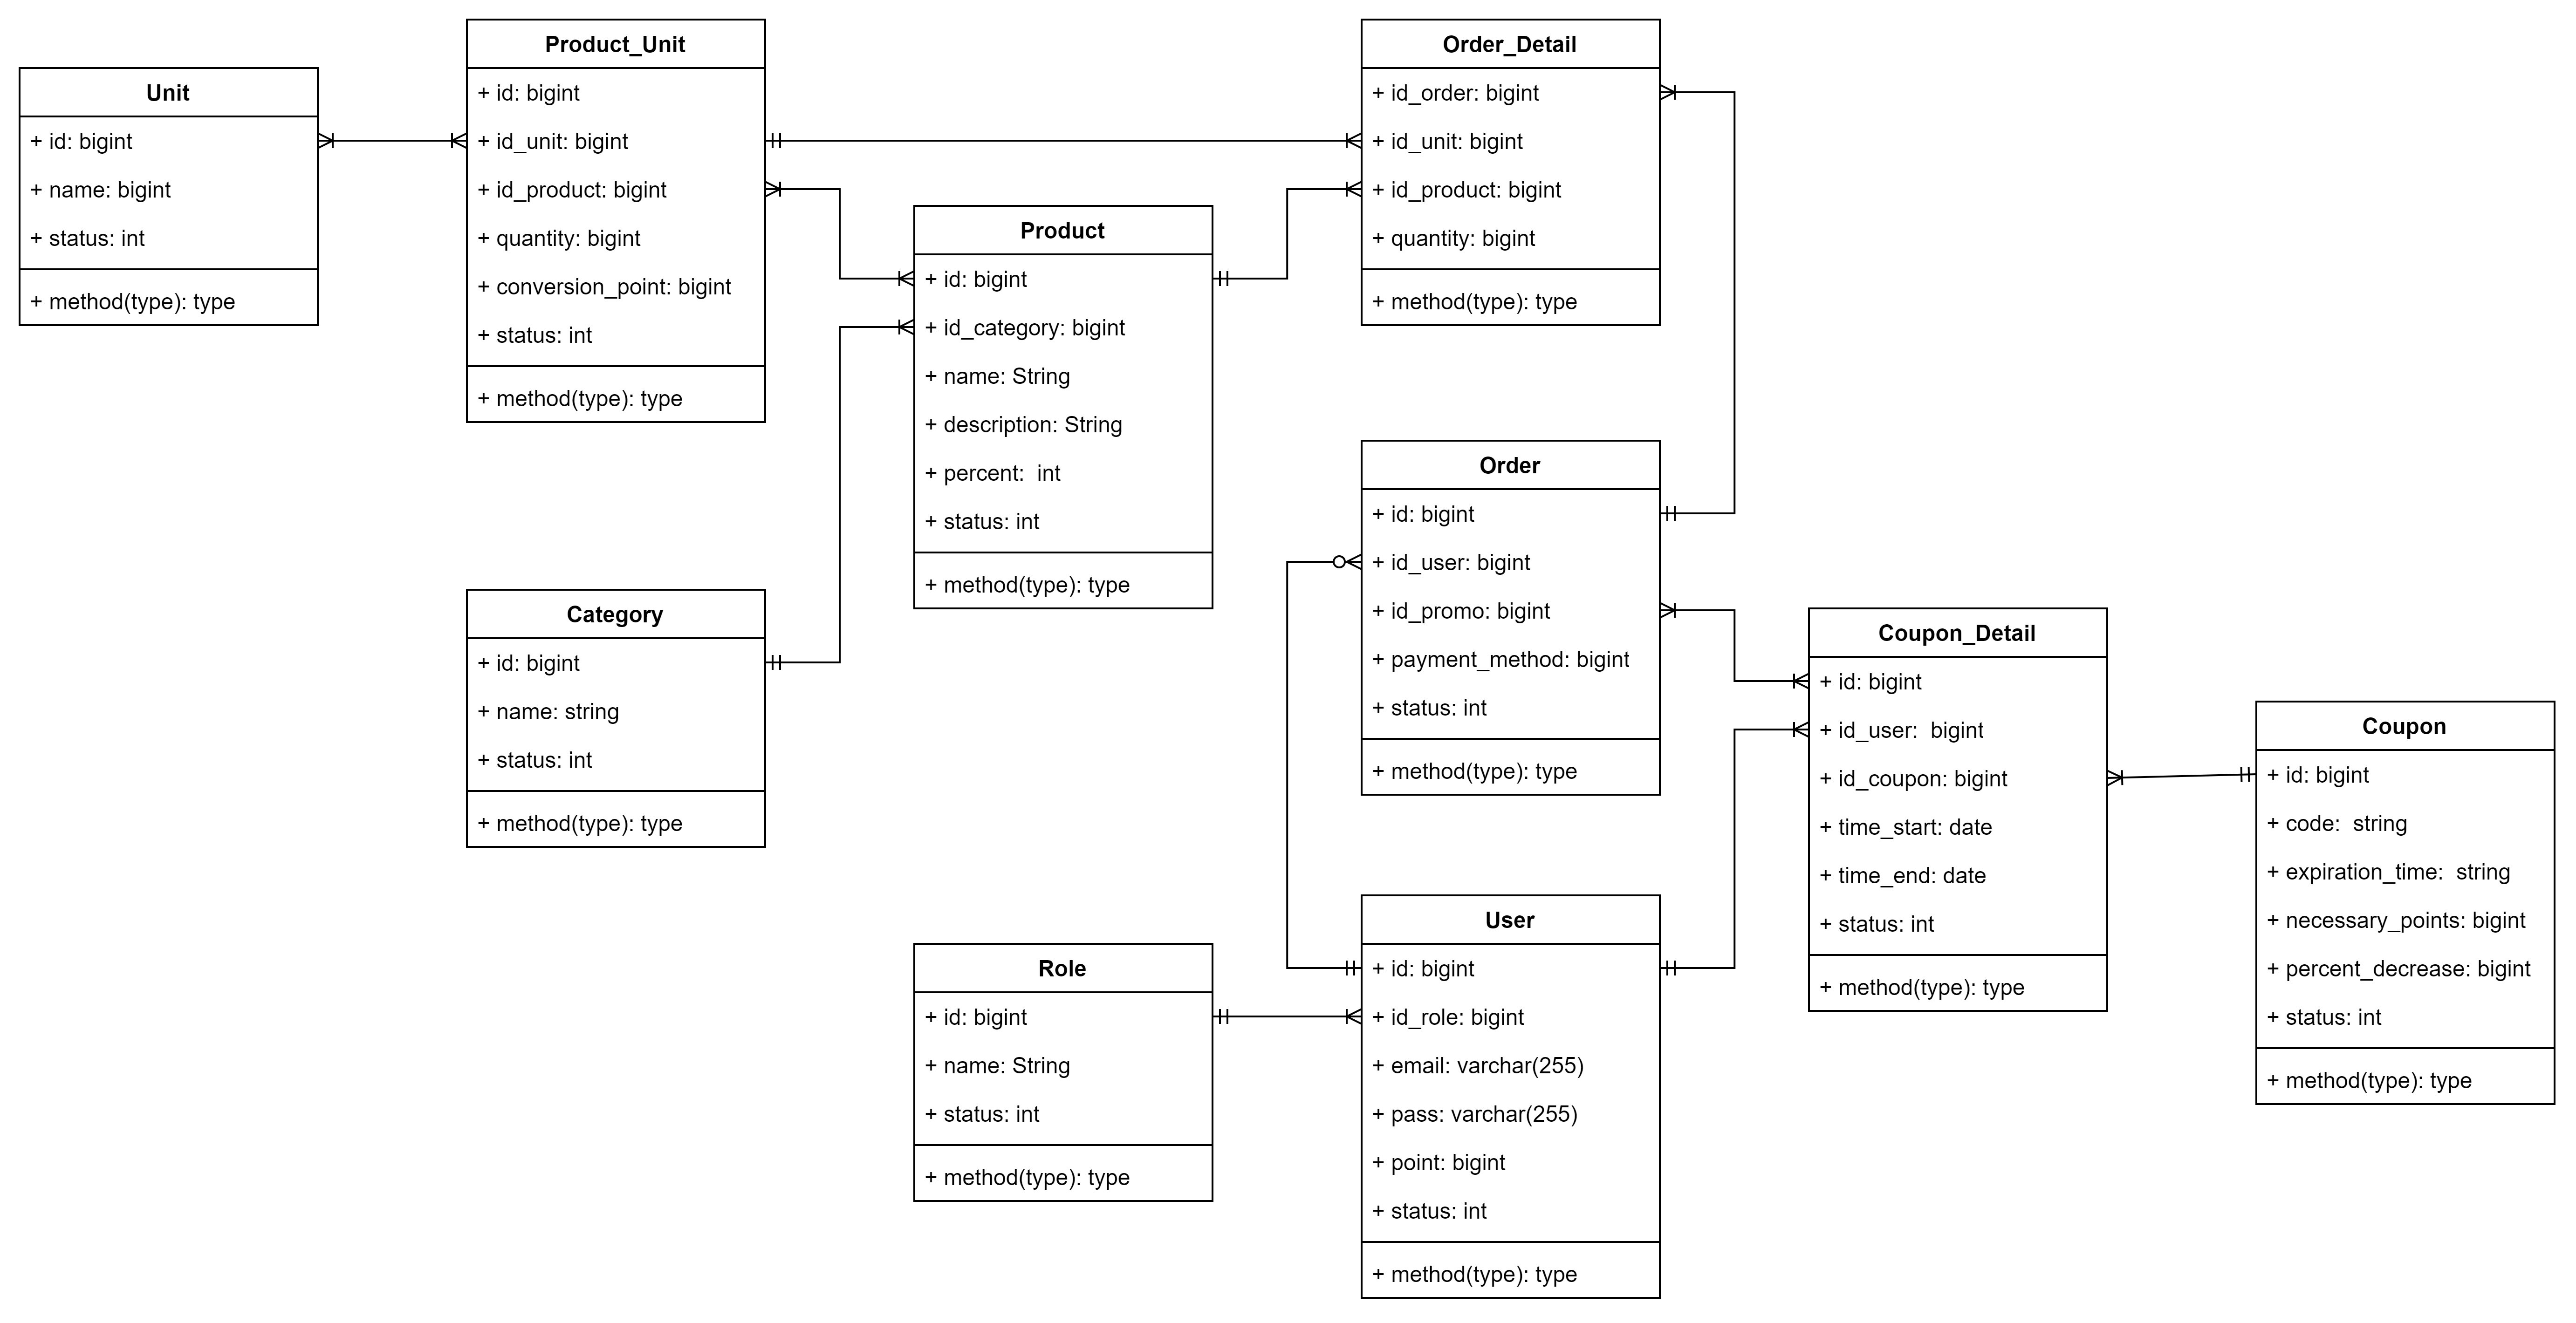 Unit
+ id: bigint
+ name: bigint
+ status: int
+ method(type): type
Product_Unit
+ id: bigint
+ id_unit: bigint
+ id_product: bigint
+ quantity: bigint
+ conversion_point: bigint
+ status: int
+ method(type): type
Product
+ id: bigint
+ id_category: bigint
+ name: String
+ description: String
+ percent:  int
+ status: int
+ method(type): type
Order_Detail
+ id_order: bigint
+ id_unit: bigint
+ id_product: bigint
+ quantity: bigint
+ method(type): type
Category
+ id: bigint
+ name: string
+ status: int
+ method(type): type
Order
+ id: bigint
+ id_user: bigint
+ id_promo: bigint
+ payment_method: bigint
+ status: int
+ method(type): type
Coupon_Detail
+ id: bigint
+ id_user:  bigint
+ id_coupon: bigint
+ time_start: date
+ time_end: date
+ status: int
+ method(type): type
Coupon
+ id: bigint
+ code:  string
+ expiration_time:  string
+ necessary_points: bigint
+ percent_decrease: bigint
+ status: int
+ method(type): type
Role
+ id: bigint
+ name: String
+ status: int
+ method(type): type
User
+ id: bigint
+ id_role: bigint
+ email: varchar(255)
+ pass: varchar(255)
+ point: bigint
+ status: int
+ method(type): type